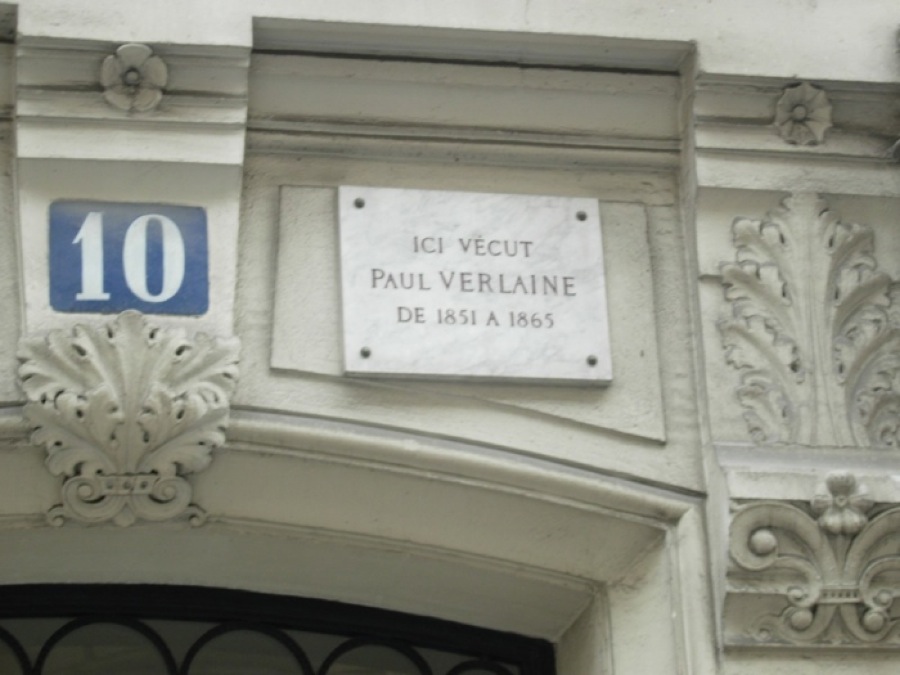 10
ICI VÉCUT
PAUL VERLAINE
DE 1851 A 1865